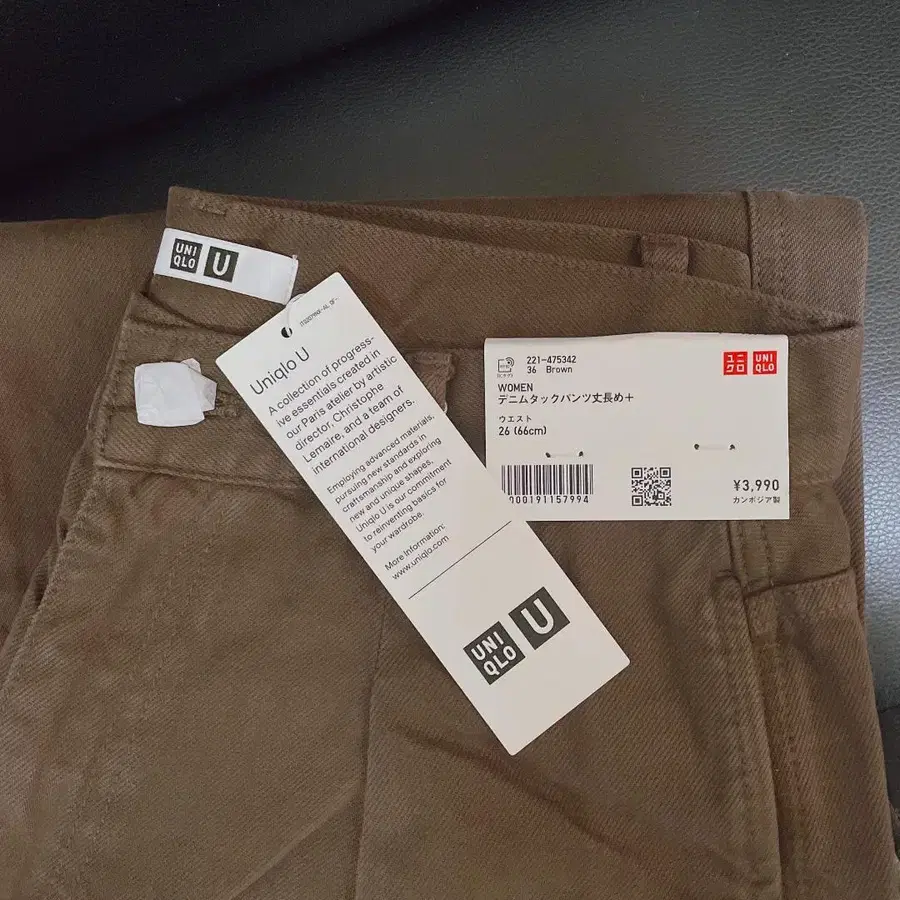 UNI
QLO
U
Uniqlo U
A collection of progress-
ive essentials created in
our Paris atelier by artistic
director, Christophe
Lemaire, and a team of
international designers.
Employing advanced materials,
pursuing new standards in
craftsmanship and exploring
new and unique shapes,
Uniqlo U is our commitment
to reinventing basics for
your wardrobe.
More Information:
www.uniqlo.com
UNI
QLO
U
221-475342
36 Brown
ユニ
クロ
UNI
QLO
WOMEN
デニムタックパンツ丈長め+
ウエスト
26 (66cm)
000191157994
¥3,990
カンボジア製